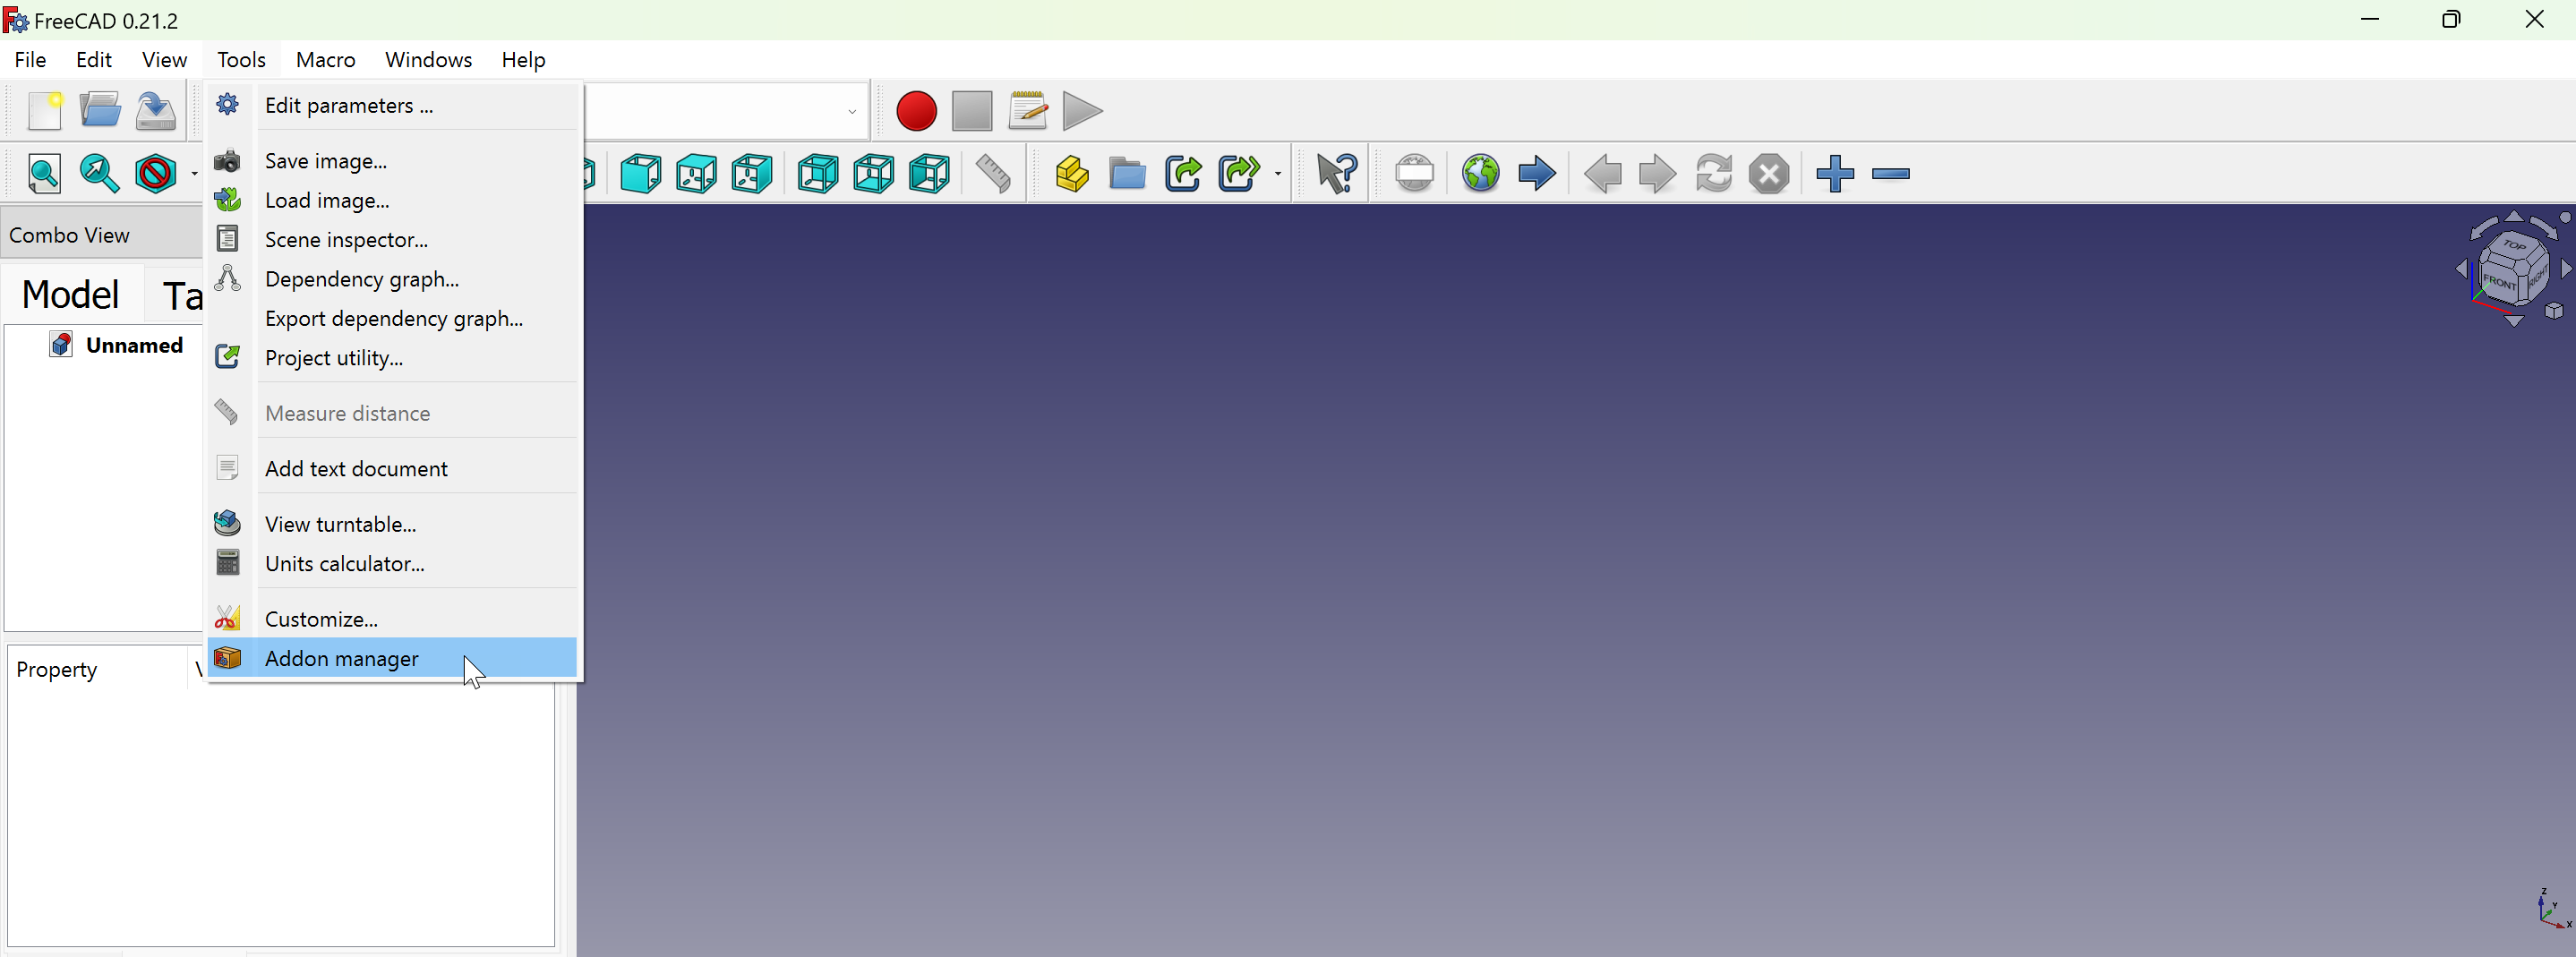 FreeCAD 0.21.2
File Edit View Tools Macro Windows Help
Edit parameters ...
Save image...
Load image...
Scene inspector...
Dependency graph...
Export dependency graph...
Project utility...
Measure distance
Add text document
View turntable...
Units calculator...
Customize...
Addon manager
Combo View
Model Ta
Unnamed
Property V
TOP
FRONT
RIGHT
Z
Y
X